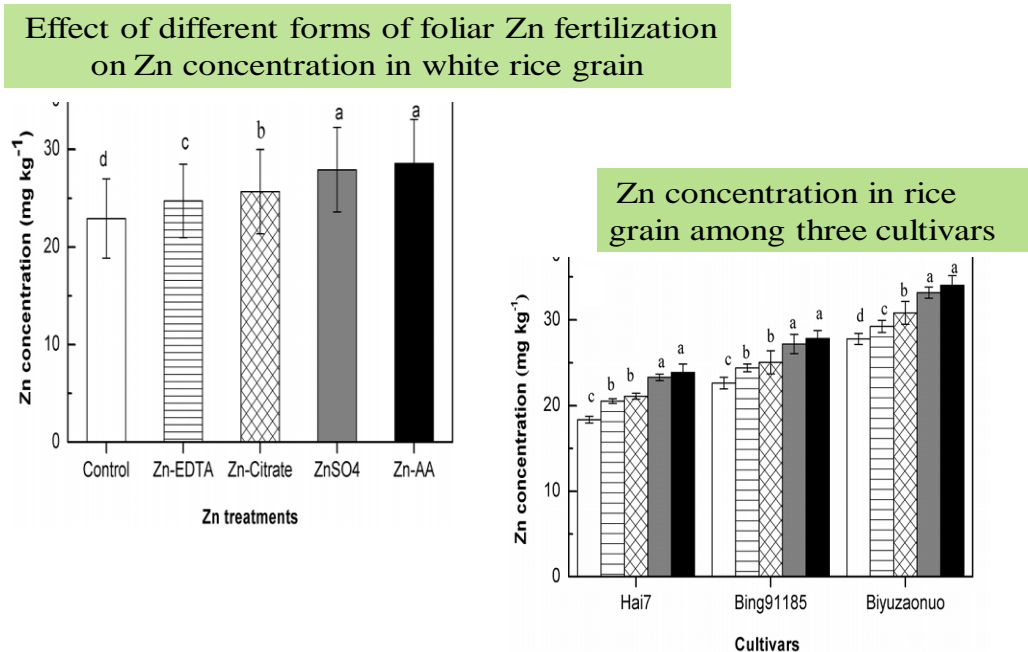 Effect of different forms of foliar Zn fertilization
on Zn concentration in white rice grain
Zn concentration (mg kg⁻¹)
30
20
10
0
d
c
b
a
a
Control Zn-EDTA Zn-Citrate ZnSO4 Zn-AA
Zn treatments
Zn concentration in rice
grain among three cultivars
Zn concentration (mg kg⁻¹)
30
20
10
0
c b b a a
c b b a a
d c b a a
Hai7 Bing91185 Biyuzaonuo
Cultivars